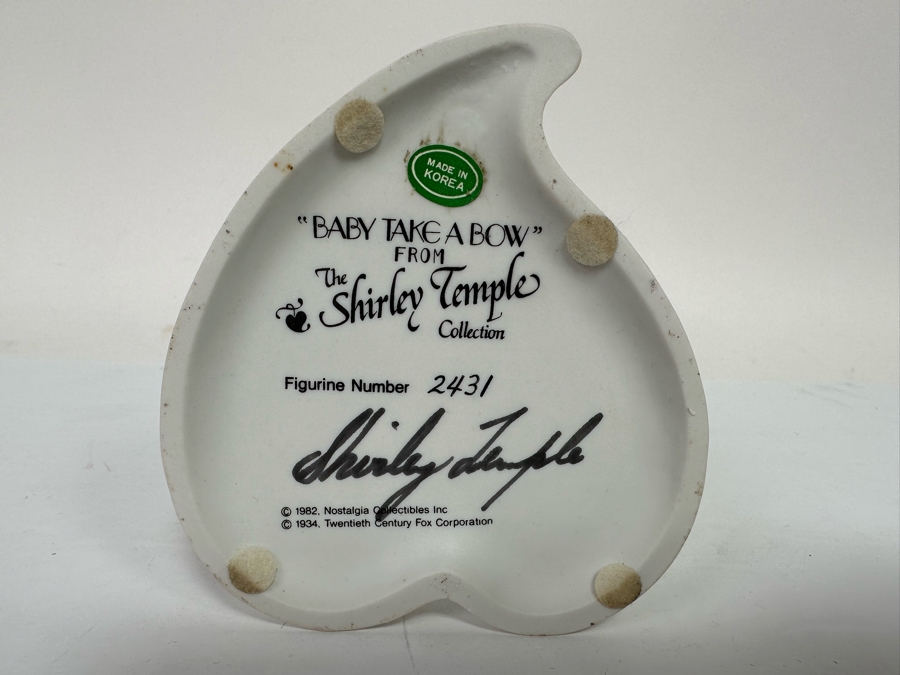 MADE IN
KOREA
"BABY TAKE A BOW"
FROM
The
Shirley Temple
Collection
Figurine Number 2431
Shirley Temple
© 1982, Nostalgia Collectibles Inc
© 1934, Twentieth Century Fox Corporation